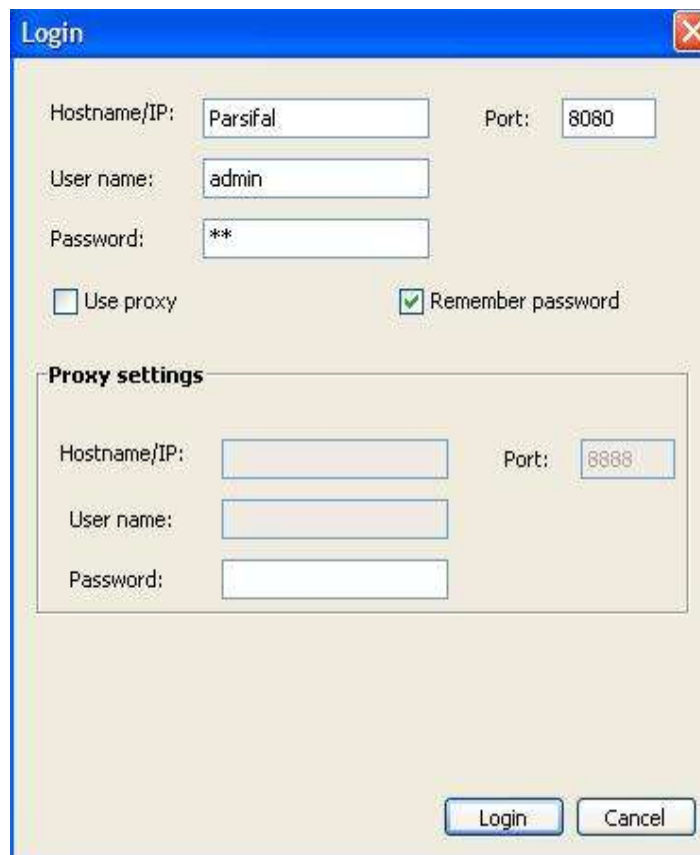 Login
Hostname/IP: Parsifal Port: 8080
User name: admin
Password: **
Use proxy Remember password
Proxy settings
Hostname/IP: Port: 8888
User name:
Password:
Login Cancel